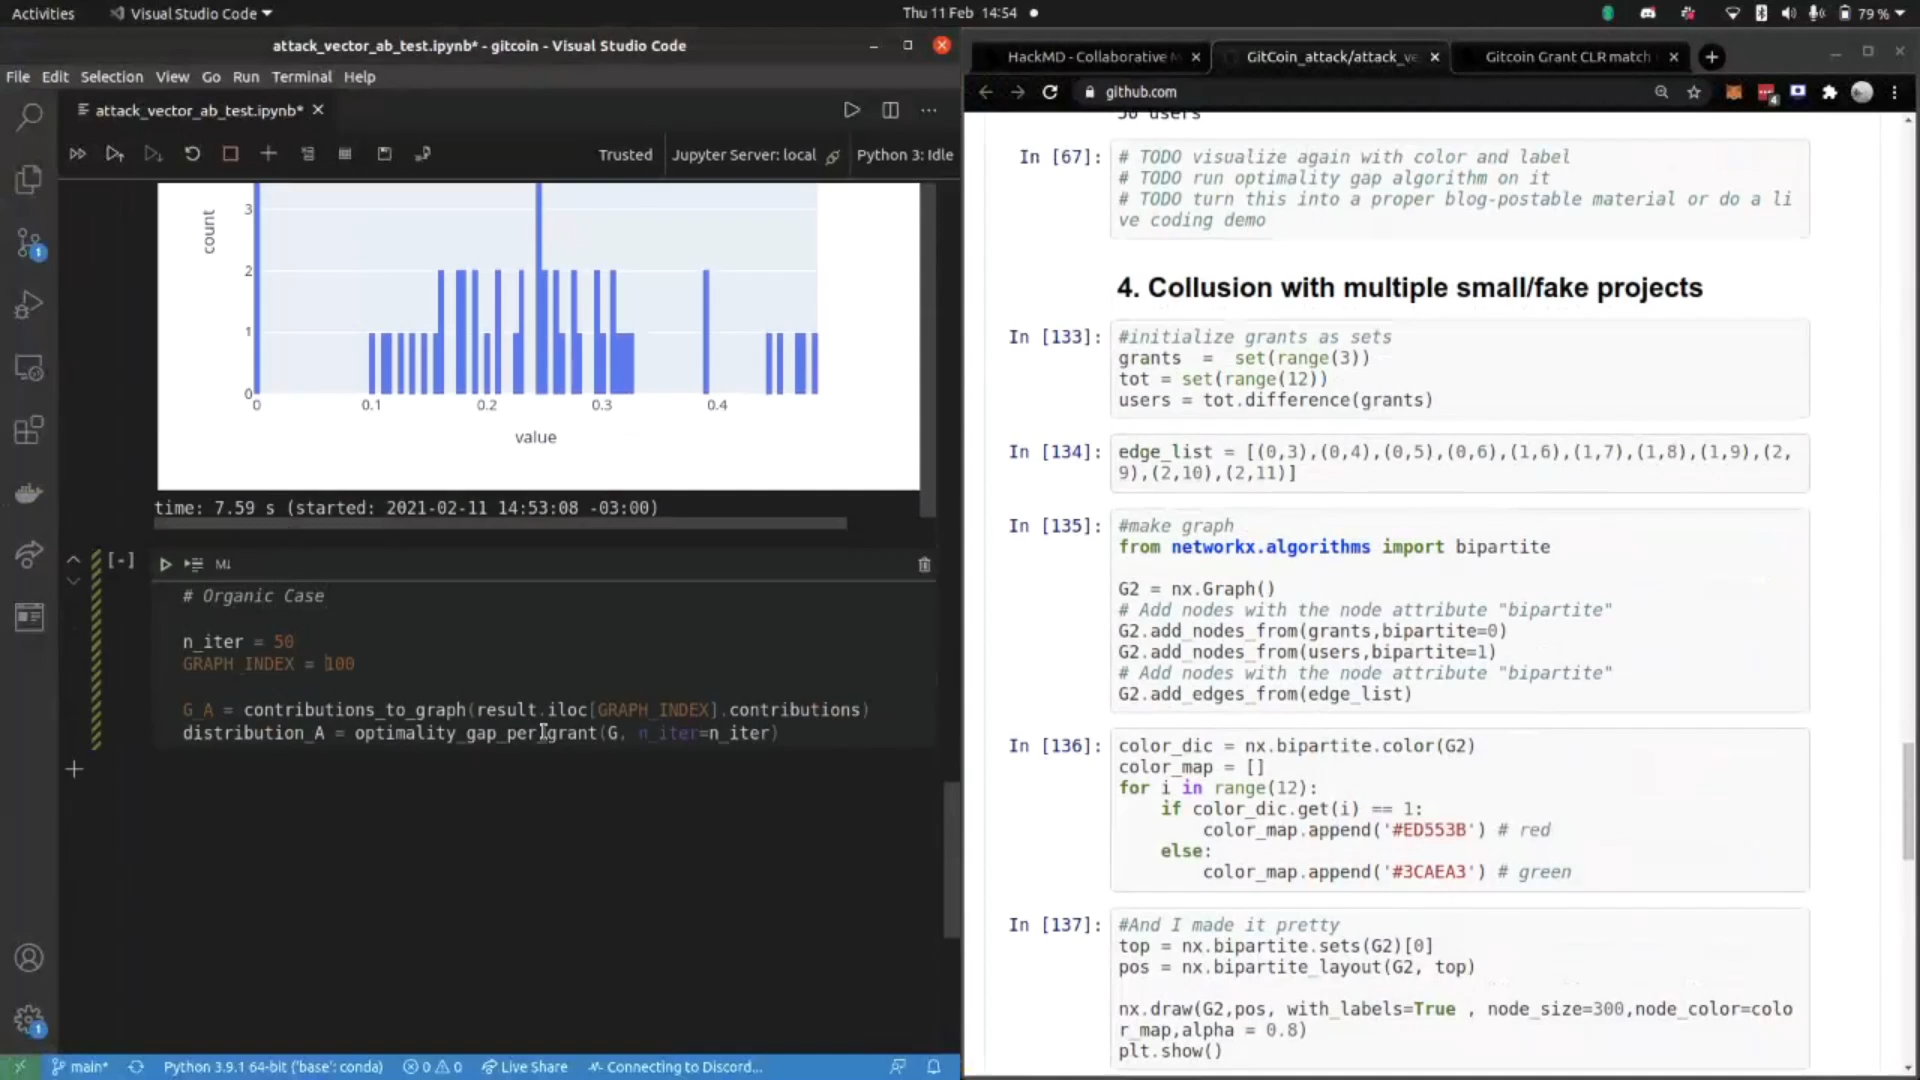 Activities
Visual Studio Code
Thu 11 Feb 14:54
79 %
attack_vector_ab_test.ipynb* - gitcoin - Visual Studio Code
File Edit Selection View Go Run Terminal Help
attack_vector_ab_test.ipynb*
Trusted
Jupyter Server: local
Python 3: Idle
count
3
2
1
0
0 0.1 0.2 0.3 0.4
value
time: 7.59 s (started: 2021-02-11 14:53:08 -03:00)
[-]
M↓
# Organic Case
n_iter = 50
GRAPH_INDEX = 100
G_A = contributions_to_graph(result.iloc[GRAPH_INDEX].contributions)
distribution_A = optimality_gap_per_grant(G, n_iter=n_iter)
1
1
main*
Python 3.9.1 64-bit ('base': conda)
0 0
Live Share
Connecting to Discord...
HackMD - Collaborative
GitCoin_attack/attack_ve
Gitcoin Grant CLR match
github.com
4
50 users
In [67]:
# TODO visualize again with color and label
# TODO run optimality gap algorithm on it
# TODO turn this into a proper blog-postable material or do a li
ve coding demo
4. Collusion with multiple small/fake projects
In [133]:
#initialize grants as sets
grants = set(range(3))
tot = set(range(12))
users = tot.difference(grants)
In [134]:
edge_list = [(0,3),(0,4),(0,5),(0,6),(1,6),(1,7),(1,8),(1,9),(2,
9),(2,10),(2,11)]
In [135]:
#make graph
from networkx.algorithms import bipartite
G2 = nx.Graph()
# Add nodes with the node attribute "bipartite"
G2.add_nodes_from(grants,bipartite=0)
G2.add_nodes_from(users,bipartite=1)
# Add nodes with the node attribute "bipartite"
G2.add_edges_from(edge_list)
In [136]:
color_dic = nx.bipartite.color(G2)
color_map = []
for i in range(12):
if color_dic.get(i) == 1:
color_map.append('#ED553B') # red
else:
color_map.append('#3CAEA3') # green
In [137]:
#And I made it pretty
top = nx.bipartite.sets(G2)[0]
pos = nx.bipartite_layout(G2, top)
nx.draw(G2,pos, with_labels=True , node_size=300,node_color=colo
r_map,alpha = 0.8)
plt.show()